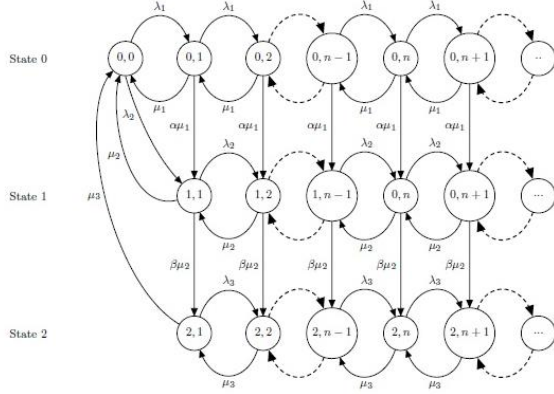 λ₁ λ₁ λ₁ λ₁
State 0 0,0 0,1 0,2 0,n−1 0,n 0,n+1 ..
μ₁ μ₁ μ₁ μ₁
λ₂ αμ₁ αμ₁ αμ₁ αμ₁ αμ₁
μ₂ λ₂ λ₂ λ₂
State 1 1,1 1,2 1,n−1 0,n 0,n+1 ...
μ₃
μ₂ μ₂ μ₂
βμ₂ βμ₂ βμ₂ βμ₂ βμ₂
λ₃ λ₃ λ₃
State 2 2,1 2,2 2,n−1 2,n 2,n+1 ...
μ₃ μ₃ μ₃